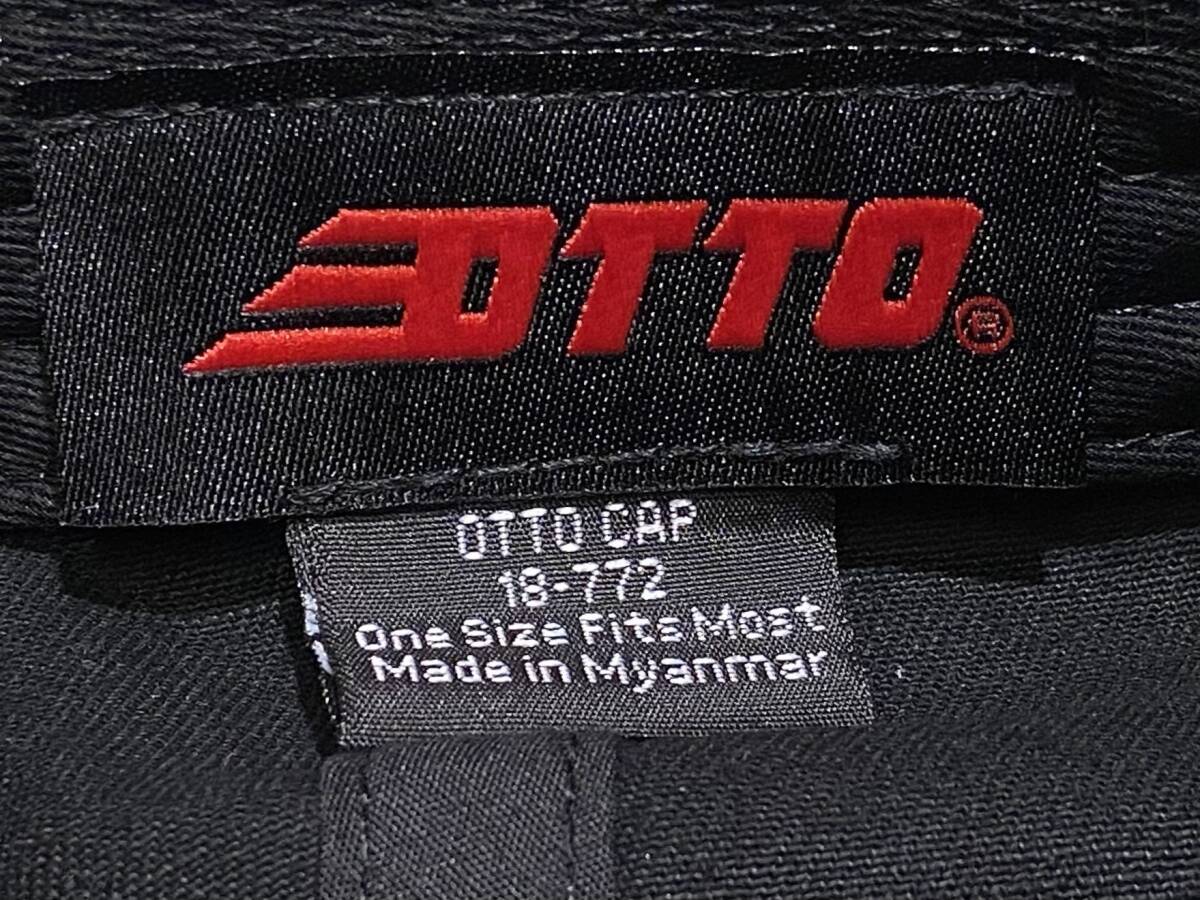 OTTO®
OTTO CAP
18-772
One Size Fits Most
Made in Myanmar